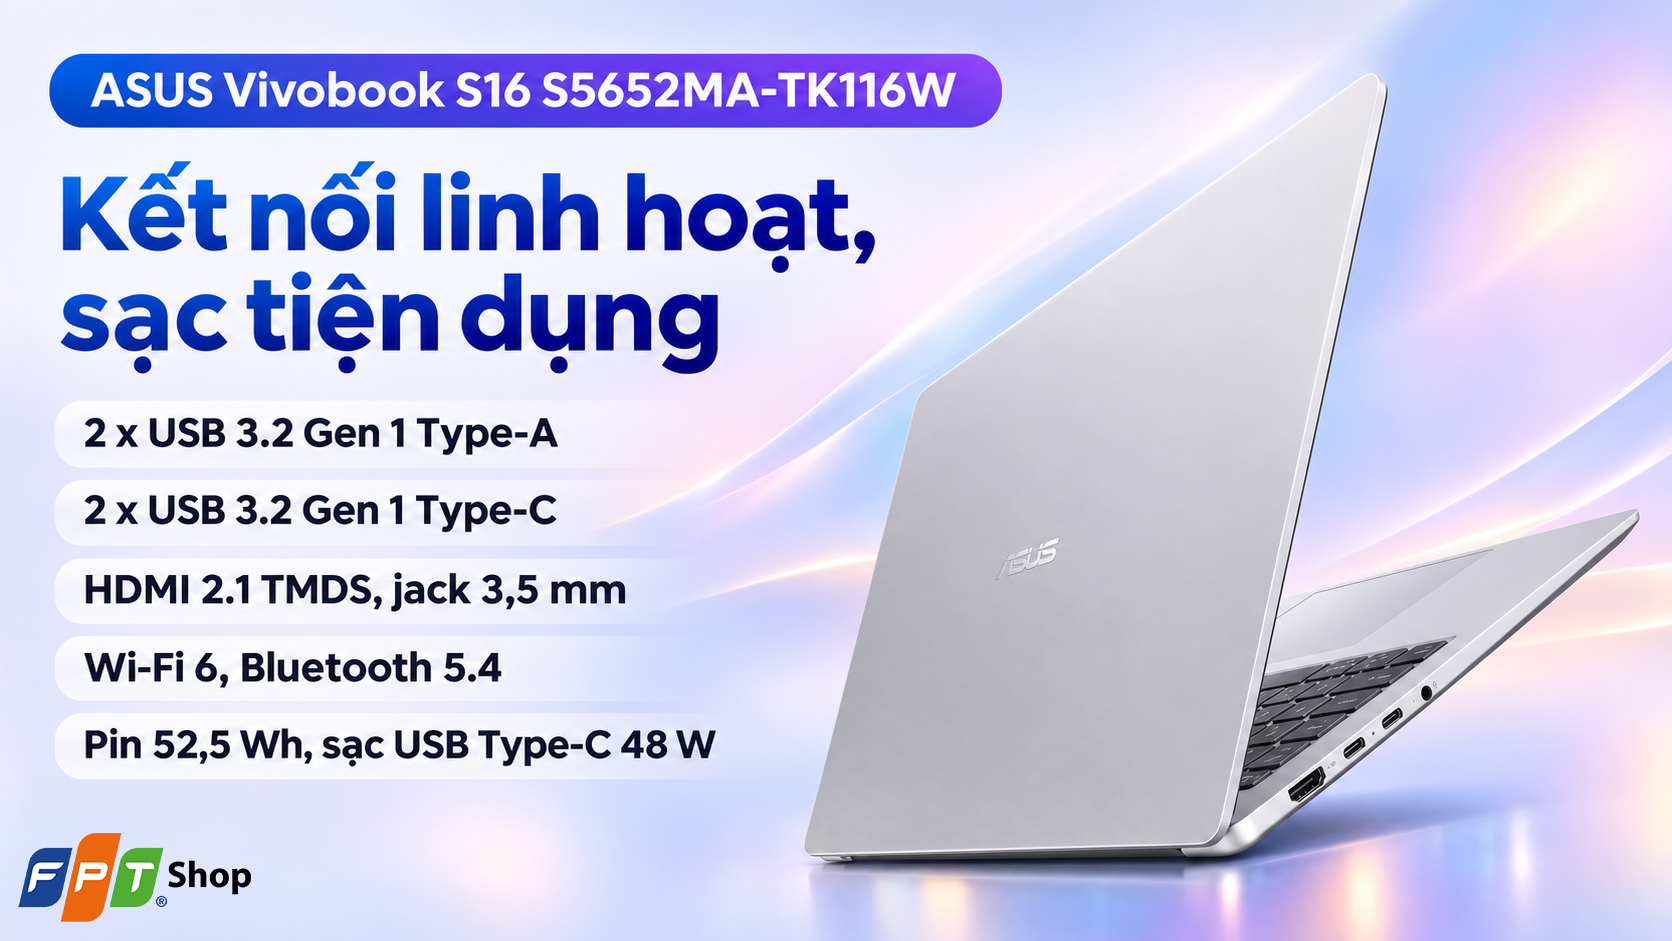 ASUS Vivobook S16 S5652MA-TK116W
Kết nối linh hoạt,
sạc tiện dụng
2 x USB 3.2 Gen 1 Type-A
2 x USB 3.2 Gen 1 Type-C
HDMI 2.1 TMDS, jack 3,5 mm
Wi-Fi 6, Bluetooth 5.4
Pin 52,5 Wh, sạc USB Type-C 48 W
ASUS
FPT® Shop